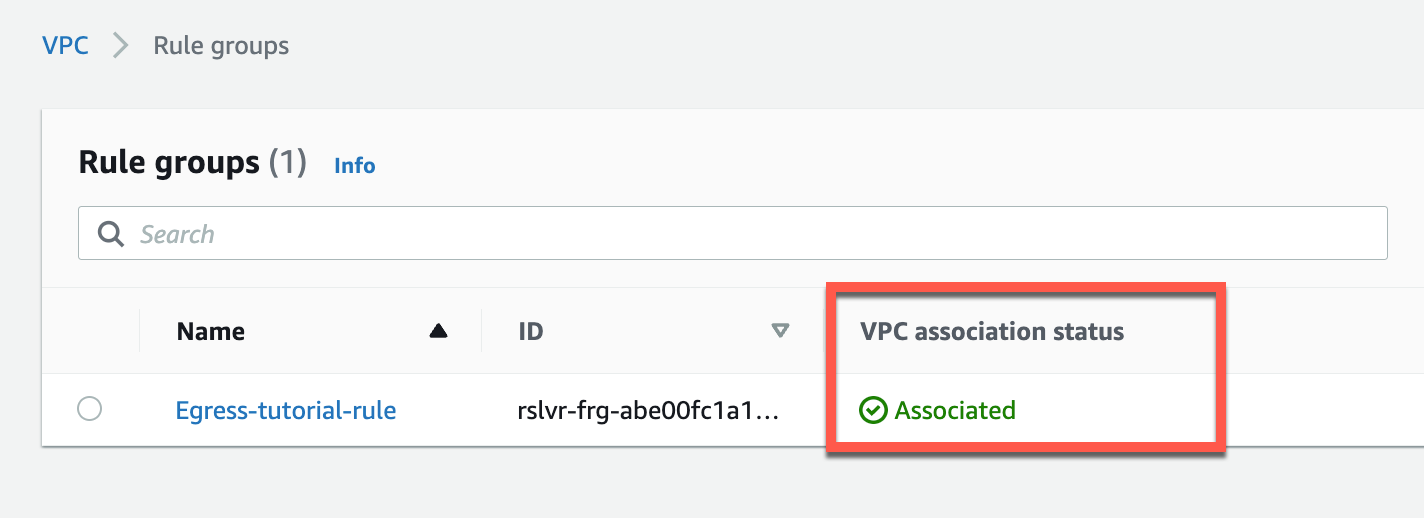 VPC > Rule groups
Rule groups (1) Info
Search
Name ID VPC association status
Egress-tutorial-rule rslvr-frg-abe00fc1a1... Associated